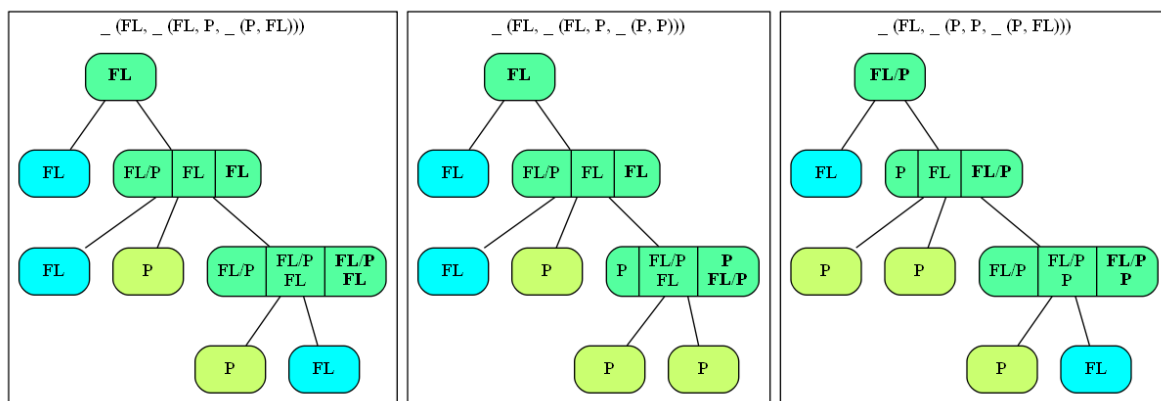 _ (FL, _ (FL, P, _ (P, FL)))
FL
FL
FL/P FL FL
FL
P
FL/P
FL/P
FL
FL/P
FL
P
FL
_ (FL, _ (FL, P, _ (P, P)))
FL
FL
FL/P FL FL
FL
P
P
FL/P
FL
P
FL/P
P
P
_ (FL, _ (P, P, _ (P, FL)))
FL/P
FL
P FL FL/P
P
P
FL/P
FL/P
P
FL/P
P
P
FL